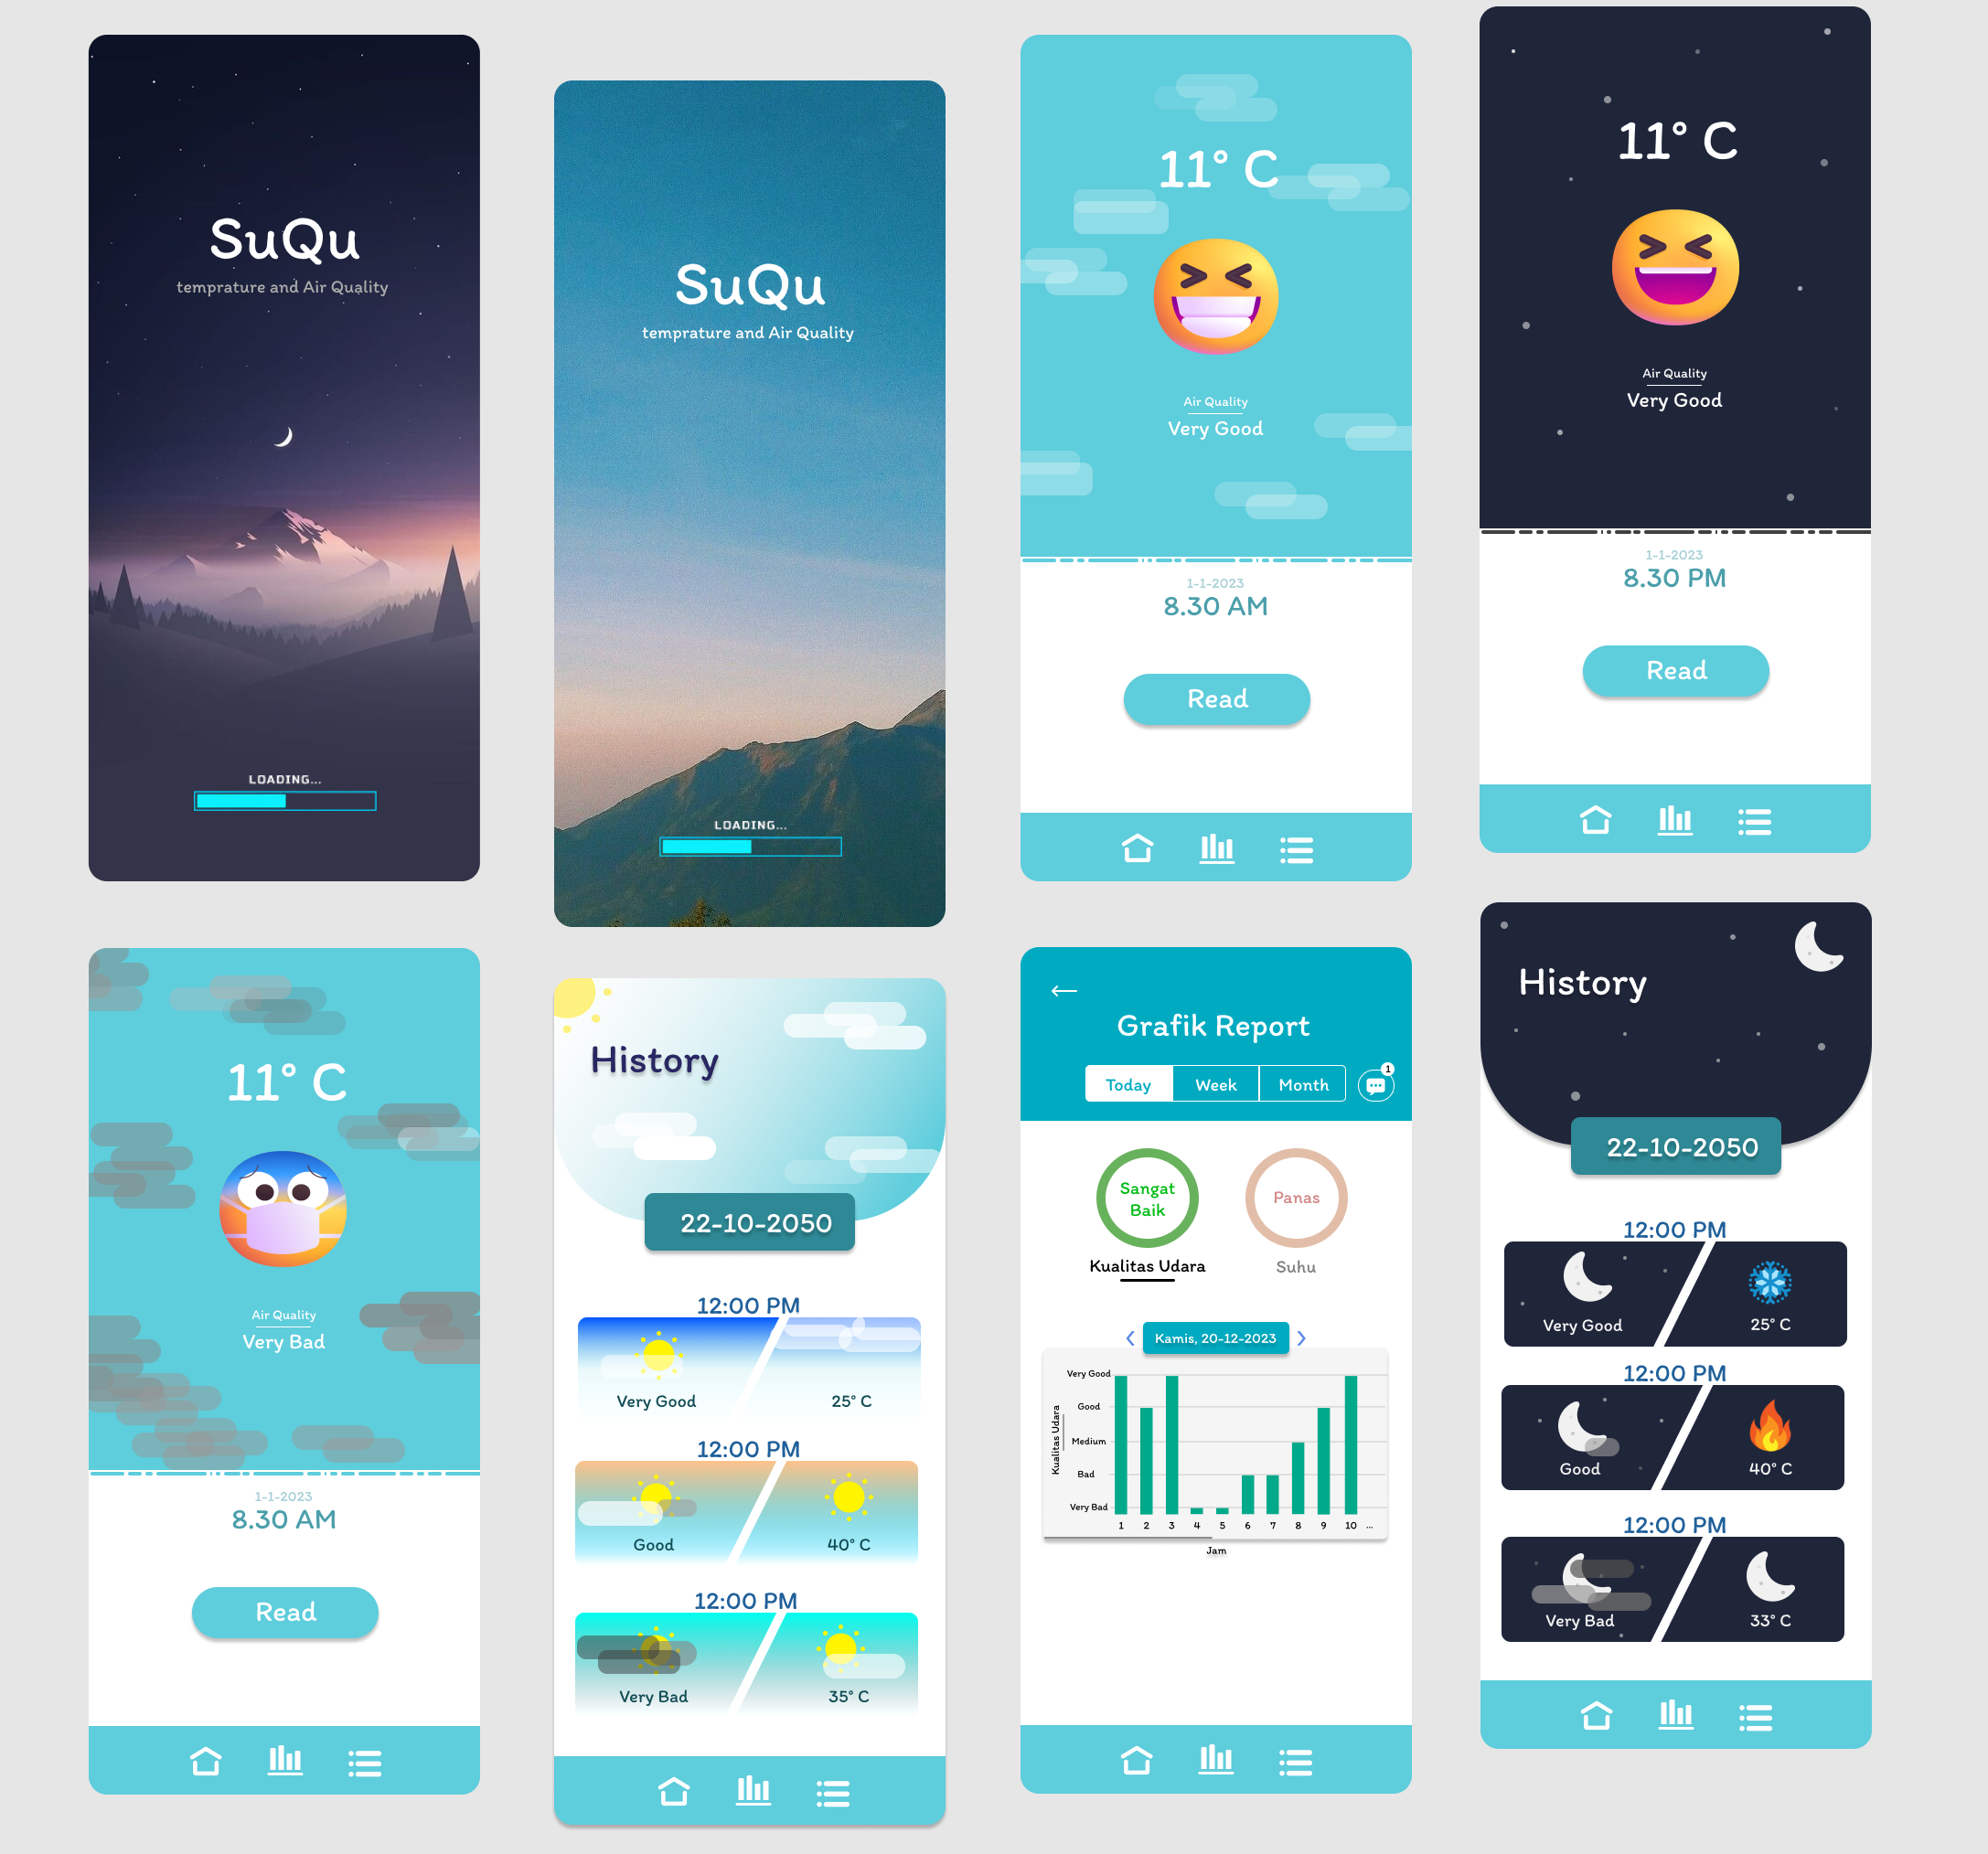 SuQu
temprature and Air Quality
LOADING...
SuQu
temprature and Air Quality
LOADING...
11° C
Air Quality
Very Good
1-1-2023
8.30 AM
Read
11° C
Air Quality
Very Good
1-1-2023
8.30 PM
Read
11° C
Air Quality
Very Bad
1-1-2023
8.30 AM
Read
History
22-10-2050
12:00 PM
Very Good
25° C
12:00 PM
Good
40° C
12:00 PM
Very Bad
35° C
Grafik Report
Today
Week
Month
1
Sangat
Baik
Panas
Kualitas Udara
Suhu
Kamis, 20-12-2023
Kualitas Udara
Very Good
Good
Medium
Bad
Very Bad
1 2 3 4 5 6 7 8 9 10 ...
Jam
History
22-10-2050
12:00 PM
Very Good
25° C
12:00 PM
Good
40° C
12:00 PM
Very Bad
33° C